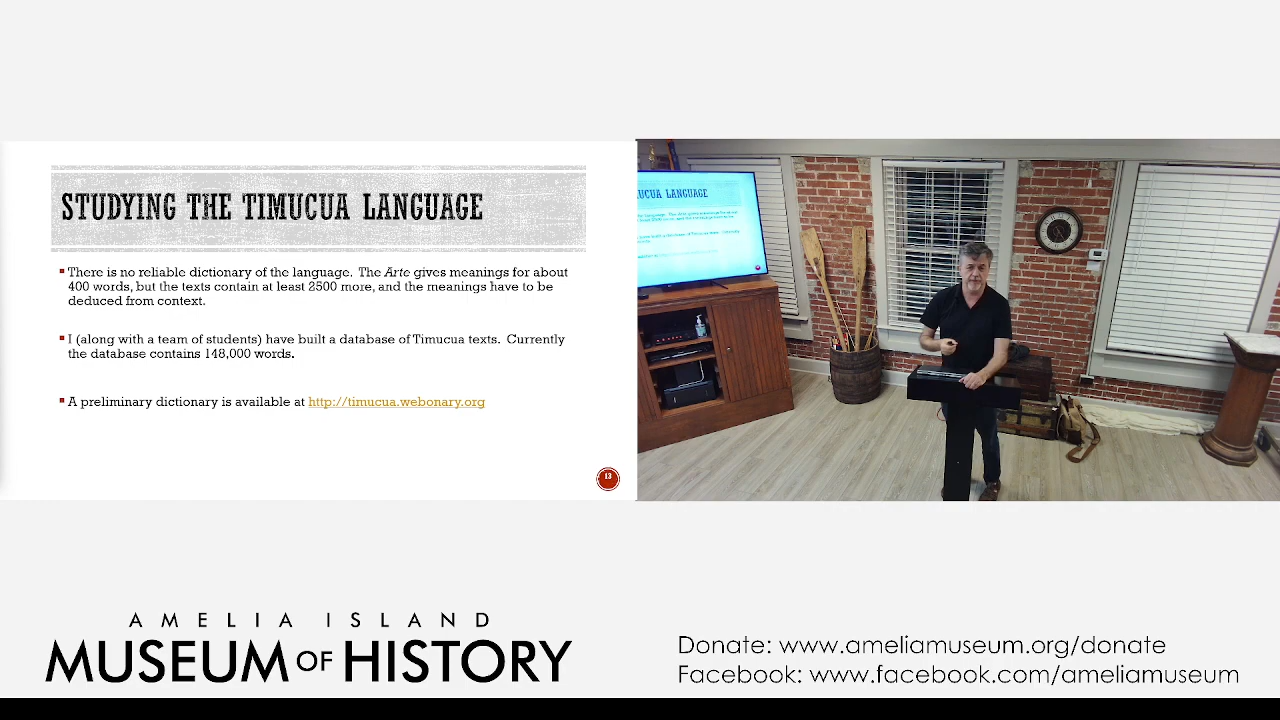 STUDYING THE TIMUCUA LANGUAGE
There is no reliable dictionary of the language. The Arte gives meanings for about
400 words, but the texts contain at least 2500 more, and the meanings have to be
deduced from context.
I (along with a team of students) have built a database of Timucua texts. Currently
the database contains 148,000 words.
A preliminary dictionary is available at http://timucua.webonary.org
13
AMELIA ISLAND
MUSEUM OF HISTORY
Donate: www.ameliamuseum.org/donate
Facebook: www.facebook.com/ameliamuseum